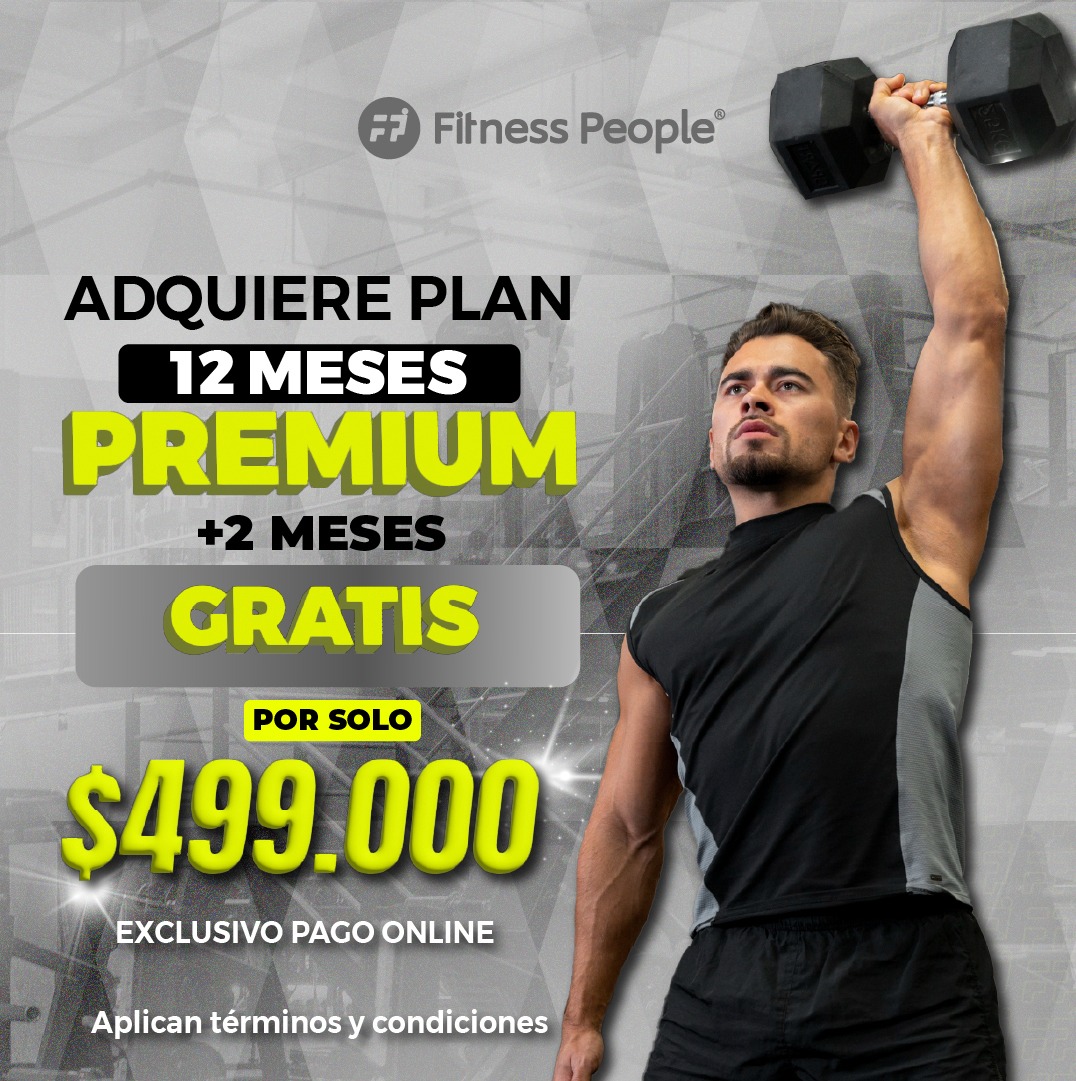 Fitness People®
ADQUIERE PLAN
12 MESES
PREMIUM
+2 MESES
GRATIS
POR SOLO
$499.000
EXCLUSIVO PAGO ONLINE
Aplican términos y condiciones